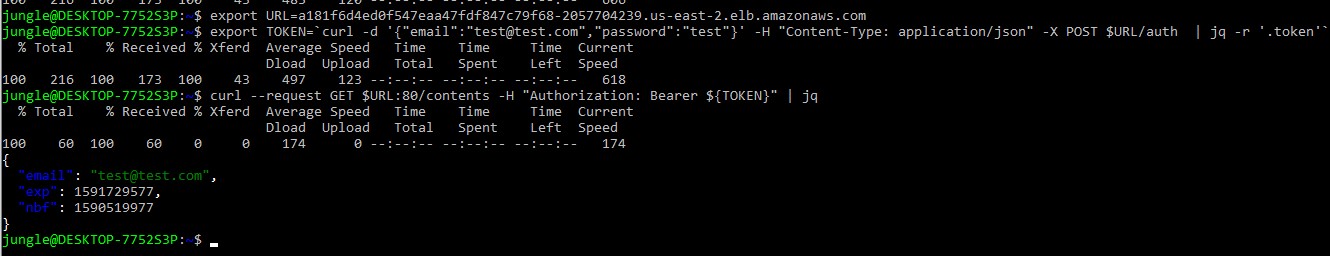 jungle@DESKTOP-7752S3P:~$ export URL=a181f6d4ed0f547eaa47fdf847c79f68-2057704239.us-east-2.elb.amazonaws.com
jungle@DESKTOP-7752S3P:~$ export TOKEN=`curl -d '{"email":"test@test.com","password":"test"}' -H "Content-Type: application/json" -X POST $URL/auth  | jq -r '.token'`
  % Total    % Received % Xferd  Average Speed   Time    Time     Time  Current
                                 Dload  Upload   Total   Spent    Left  Speed
100   216  100   173  100    43    497    123 --:--:-- --:--:-- --:--:--   618
jungle@DESKTOP-7752S3P:~$ curl --request GET $URL:80/contents -H "Authorization: Bearer ${TOKEN}" | jq
  % Total    % Received % Xferd  Average Speed   Time    Time     Time  Current
                                 Dload  Upload   Total   Spent    Left  Speed
100    60  100    60    0     0    174      0 --:--:-- --:--:-- --:--:--   174
{
  "email": "test@test.com",
  "exp": 1591729577,
  "nbf": 1590519977
}
jungle@DESKTOP-7752S3P:~$